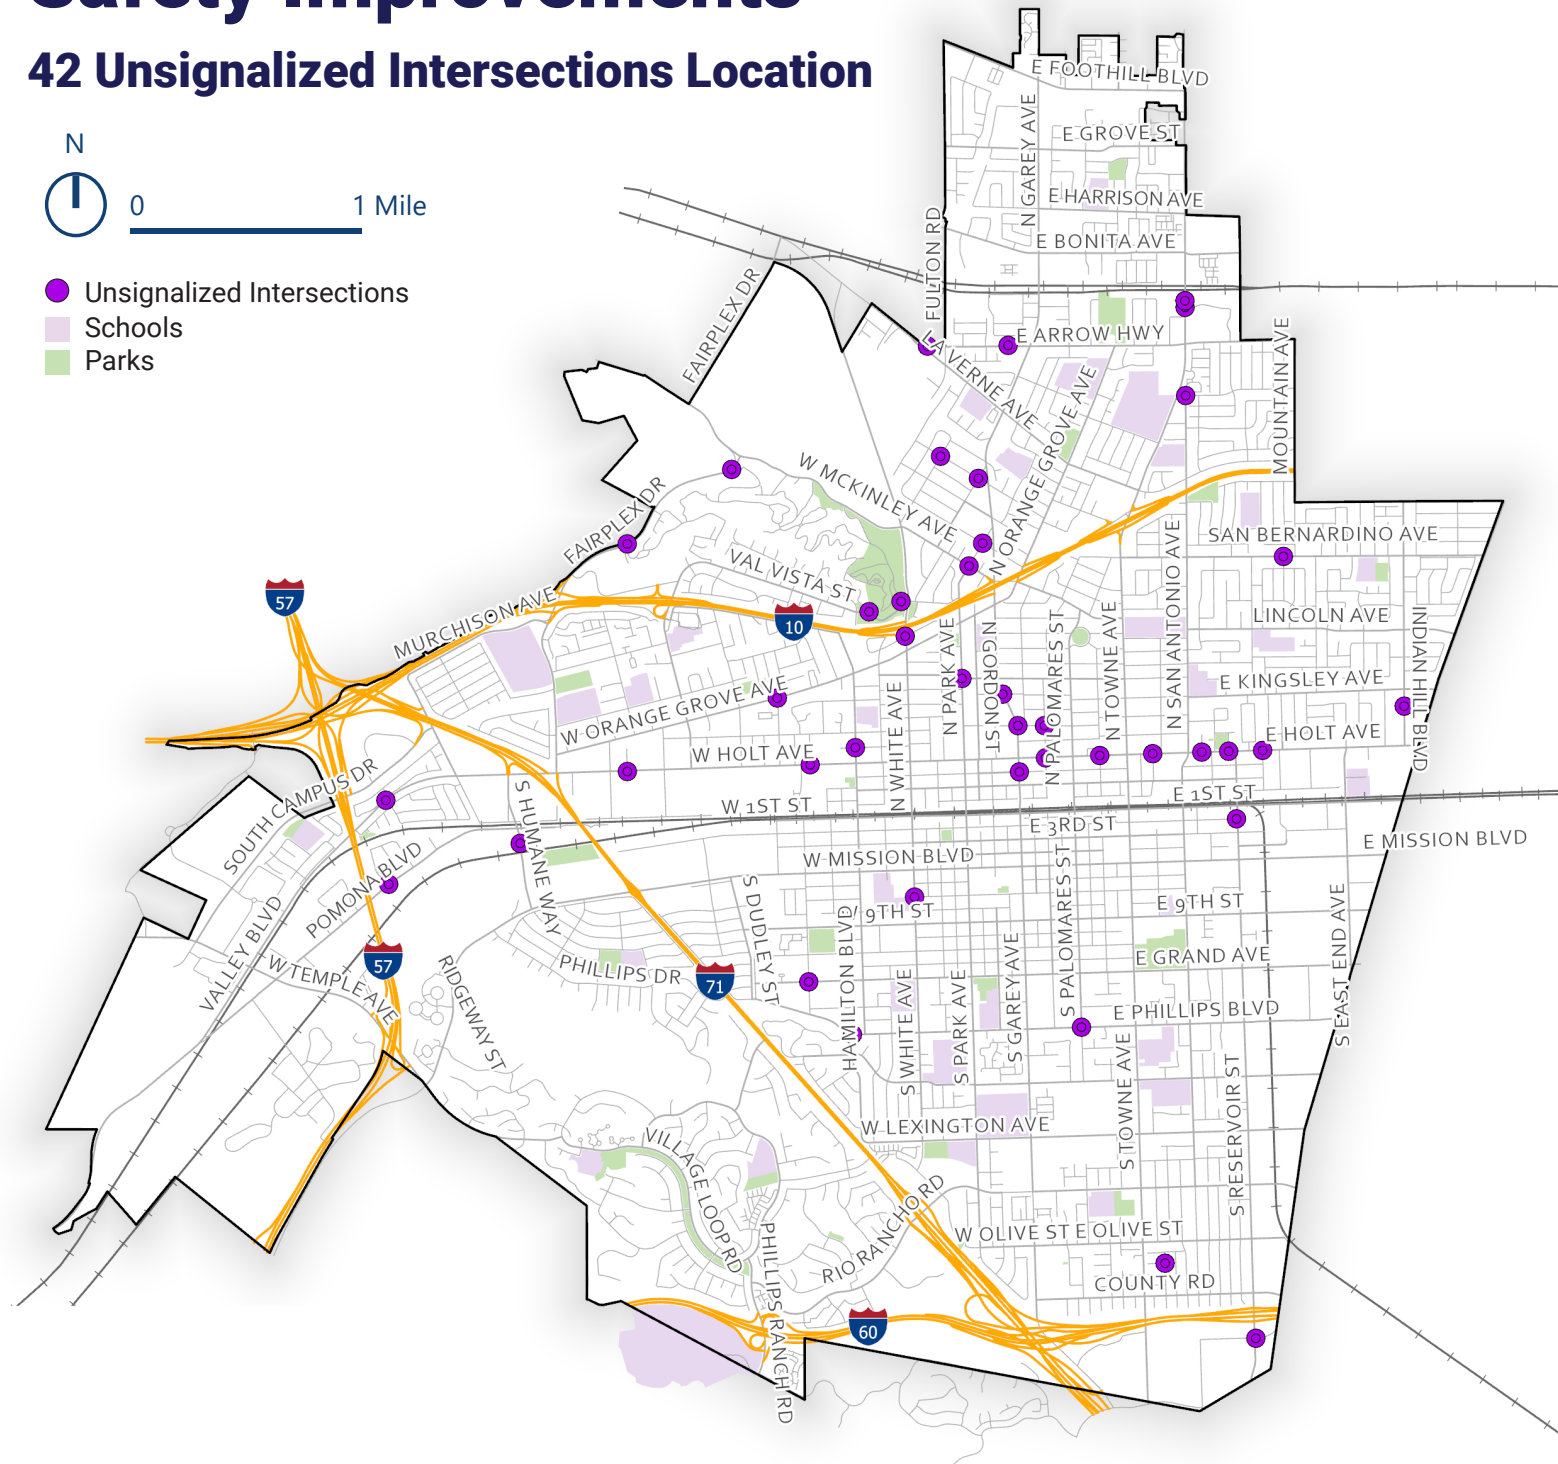 Safety Improvements
42 Unsignalized Intersections Location
N
0
1 Mile
Unsignalized Intersections
Schools
Parks
E FOOTHILL BLVD
N GAREY AVE
E GROVE ST
E HARRISON AVE
E BONITA AVE
FULTON RD
FAIRPLEX DR
E ARROW HWY
LA VERNE AVE
MOUNTAIN AVE
N ORANGE GROVE AVE
W MCKINLEY AVE
FAIRPLEX DR
SAN BERNARDINO AVE
VAL VISTA ST
57
10
MURCHISON AVE
LINCOLN AVE
N SAN ANTONIO AVE
N TOWNE AVE
N PALOMARES ST
N GORDON ST
N PARK AVE
N WHITE AVE
INDIAN HILL BLVD
E KINGSLEY AVE
W ORANGE GROVE AVE
W HOLT AVE
E HOLT AVE
SOUTH CAMPUS DR
S HUMANE WAY
W 1ST ST
E 1ST ST
E 3RD ST
E MISSION BLVD
W MISSION BLVD
POMONA BLVD
VALLEY BLVD
S DUDLEY ST
W 9TH ST
E 9TH ST
HAMILTON BLVD
S PALOMARES ST
S EAST END AVE
57
W TEMPLE AVE
RIDGEWAY ST
PHILLIPS DR
71
E GRAND AVE
S WHITE AVE
S PARK AVE
S GAREY AVE
E PHILLIPS BLVD
S TOWNE AVE
S RESERVOIR ST
W LEXINGTON AVE
VILLAGE LOOP RD
RIO RANCHO RD
PHILLIPS RANCH RD
W OLIVE ST E OLIVE ST
COUNTY RD
60